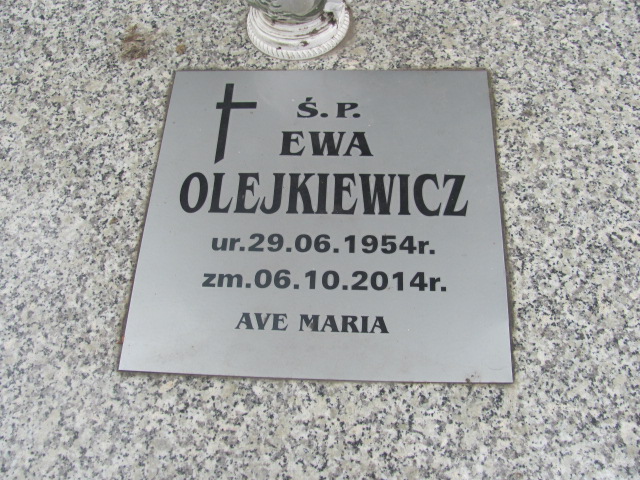 Ś. P.
EWA
OLEJKIEWICZ
ur.29.06.1954r.
zm.06.10.2014r.
AVE MARIA